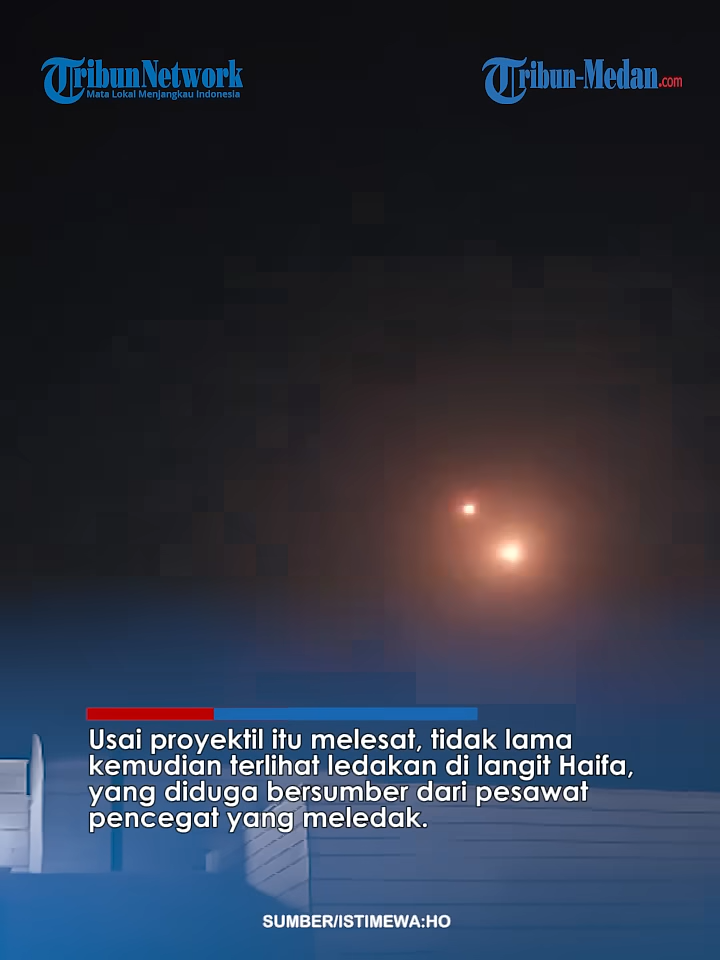 TribunNetwork
Mata Lokal Menjangkau Indonesia
Tribun-Medan.com
Usai proyektil itu melesat, tidak lama
kemudian terlihat ledakan di langit Haifa,
yang diduga bersumber dari pesawat
pencegat yang meledak.
SUMBER/ISTIMEWA:HO